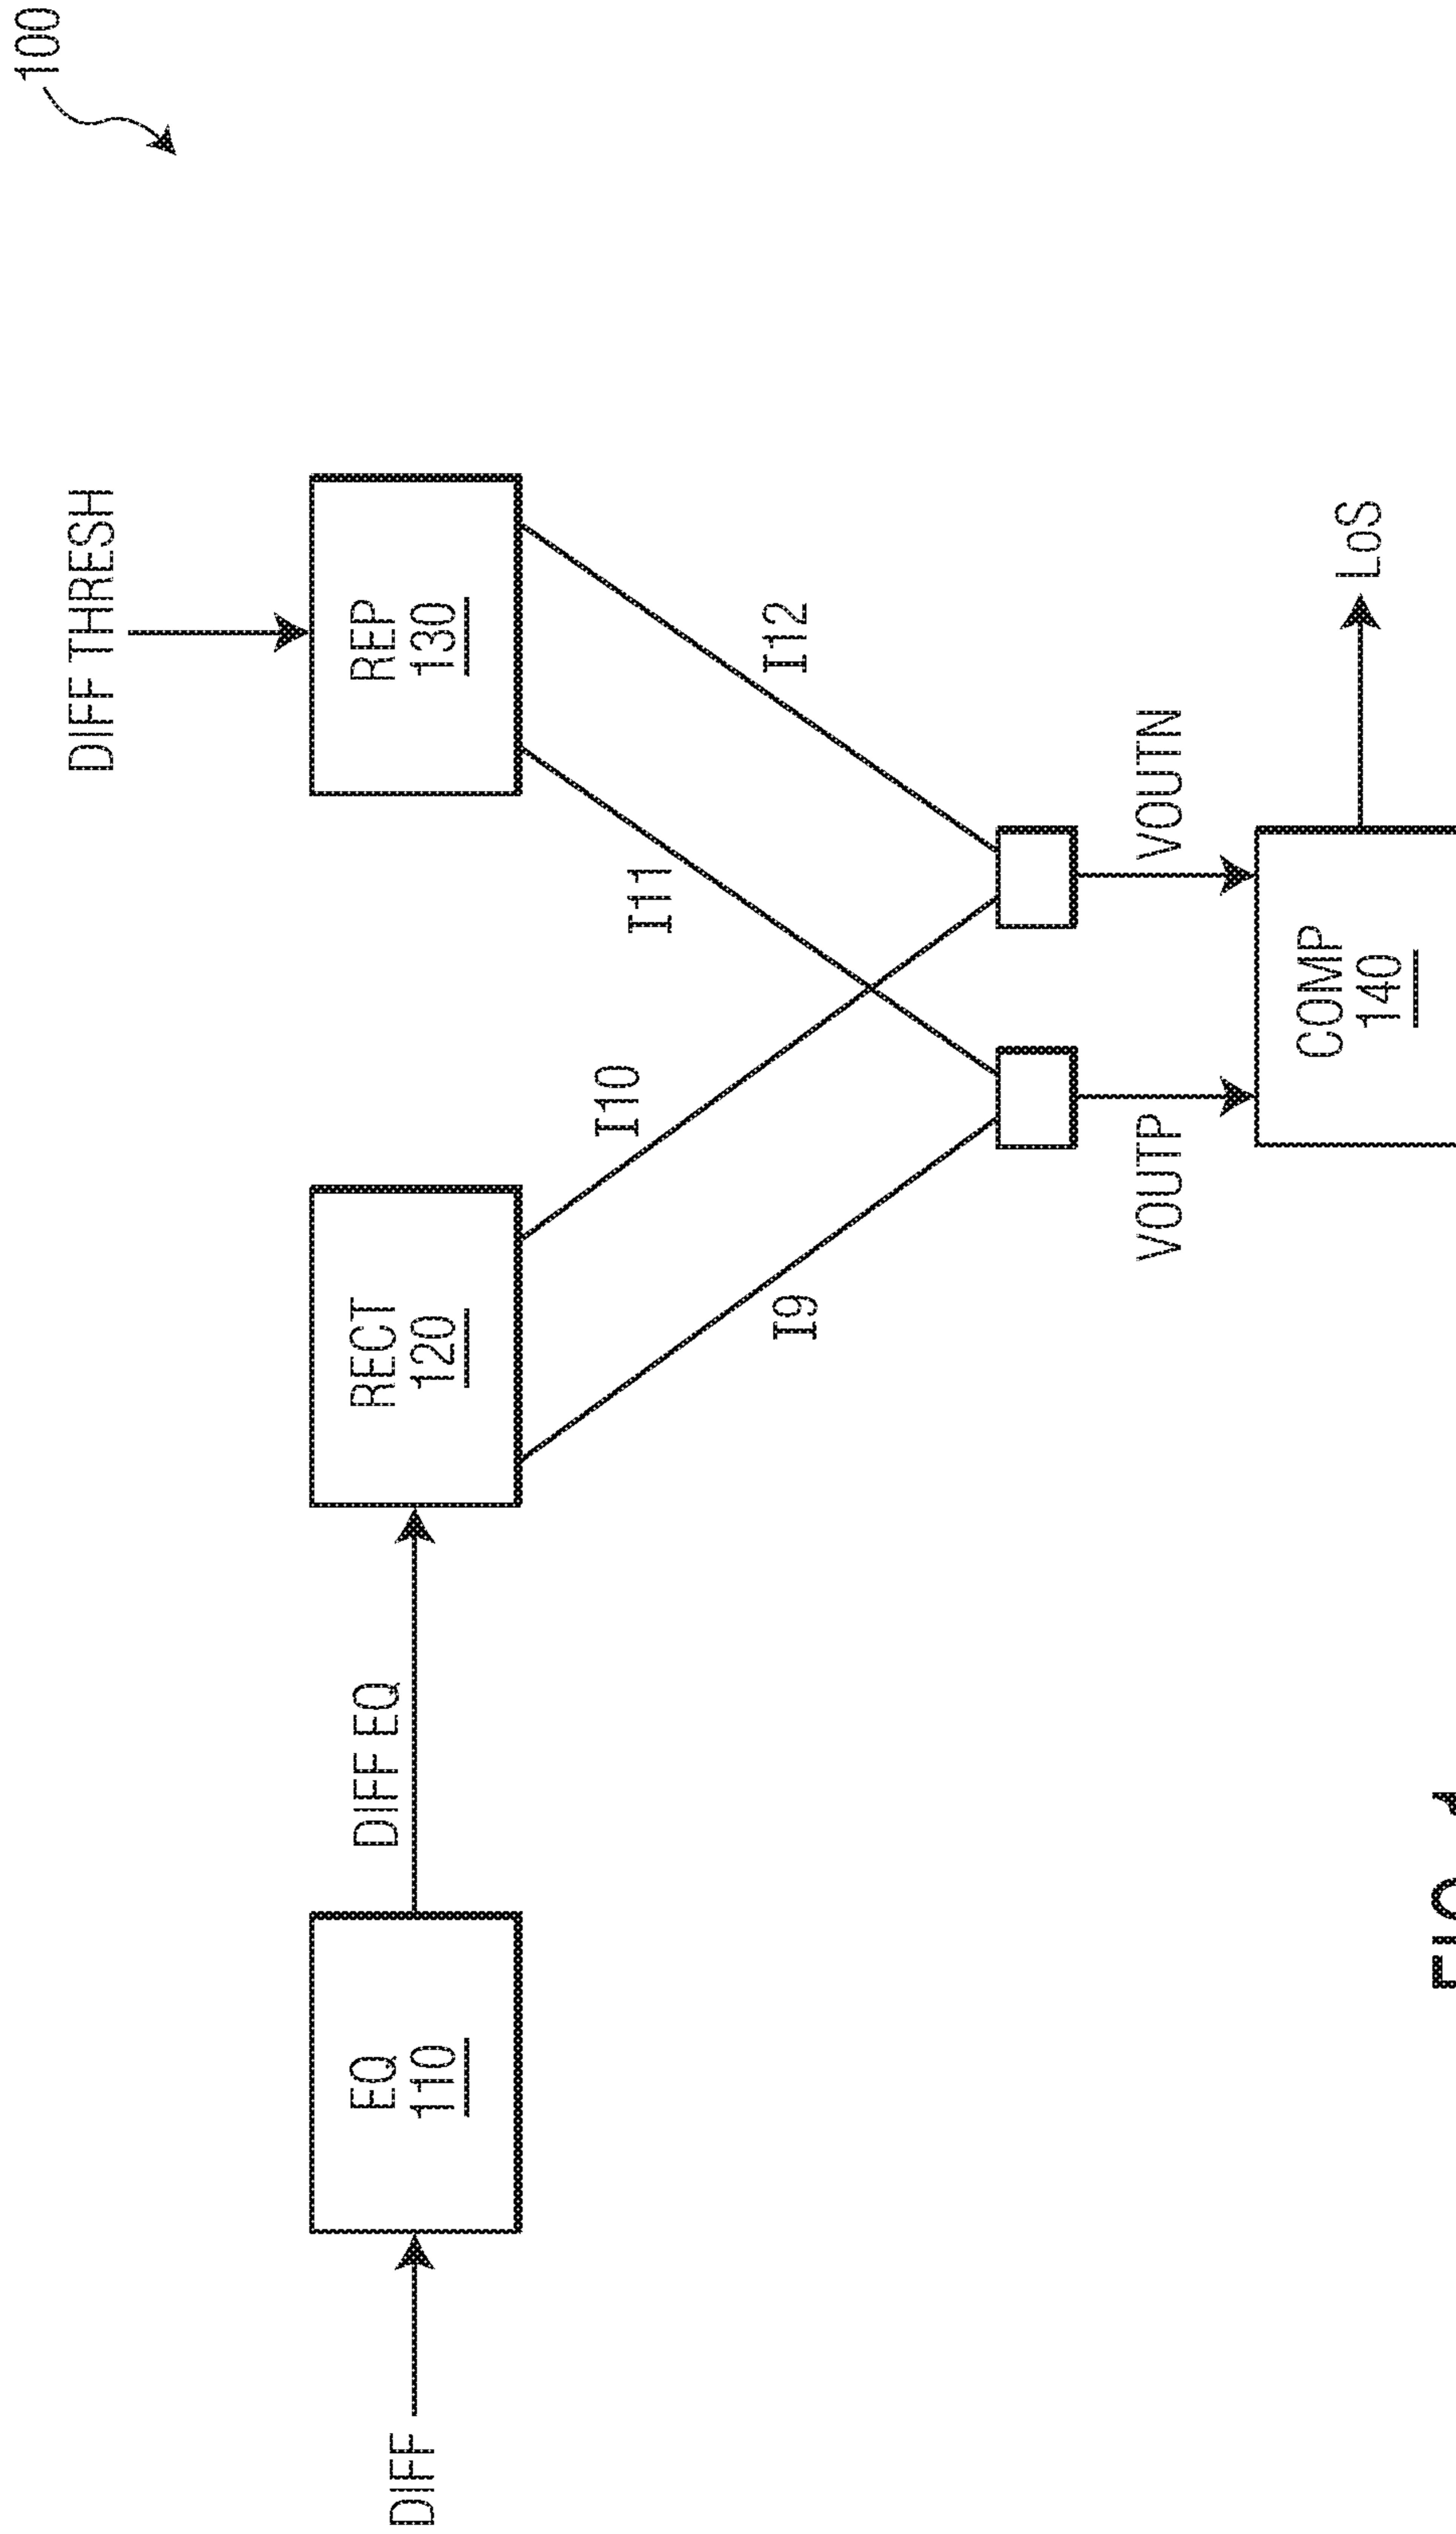 100
DIFF THRESH
DIFF
EQ
110
DIFF EQ
RECT
120
REP
130
I9
I10
I11
I12
VOUTP
VOUTN
COMP
140
LoS